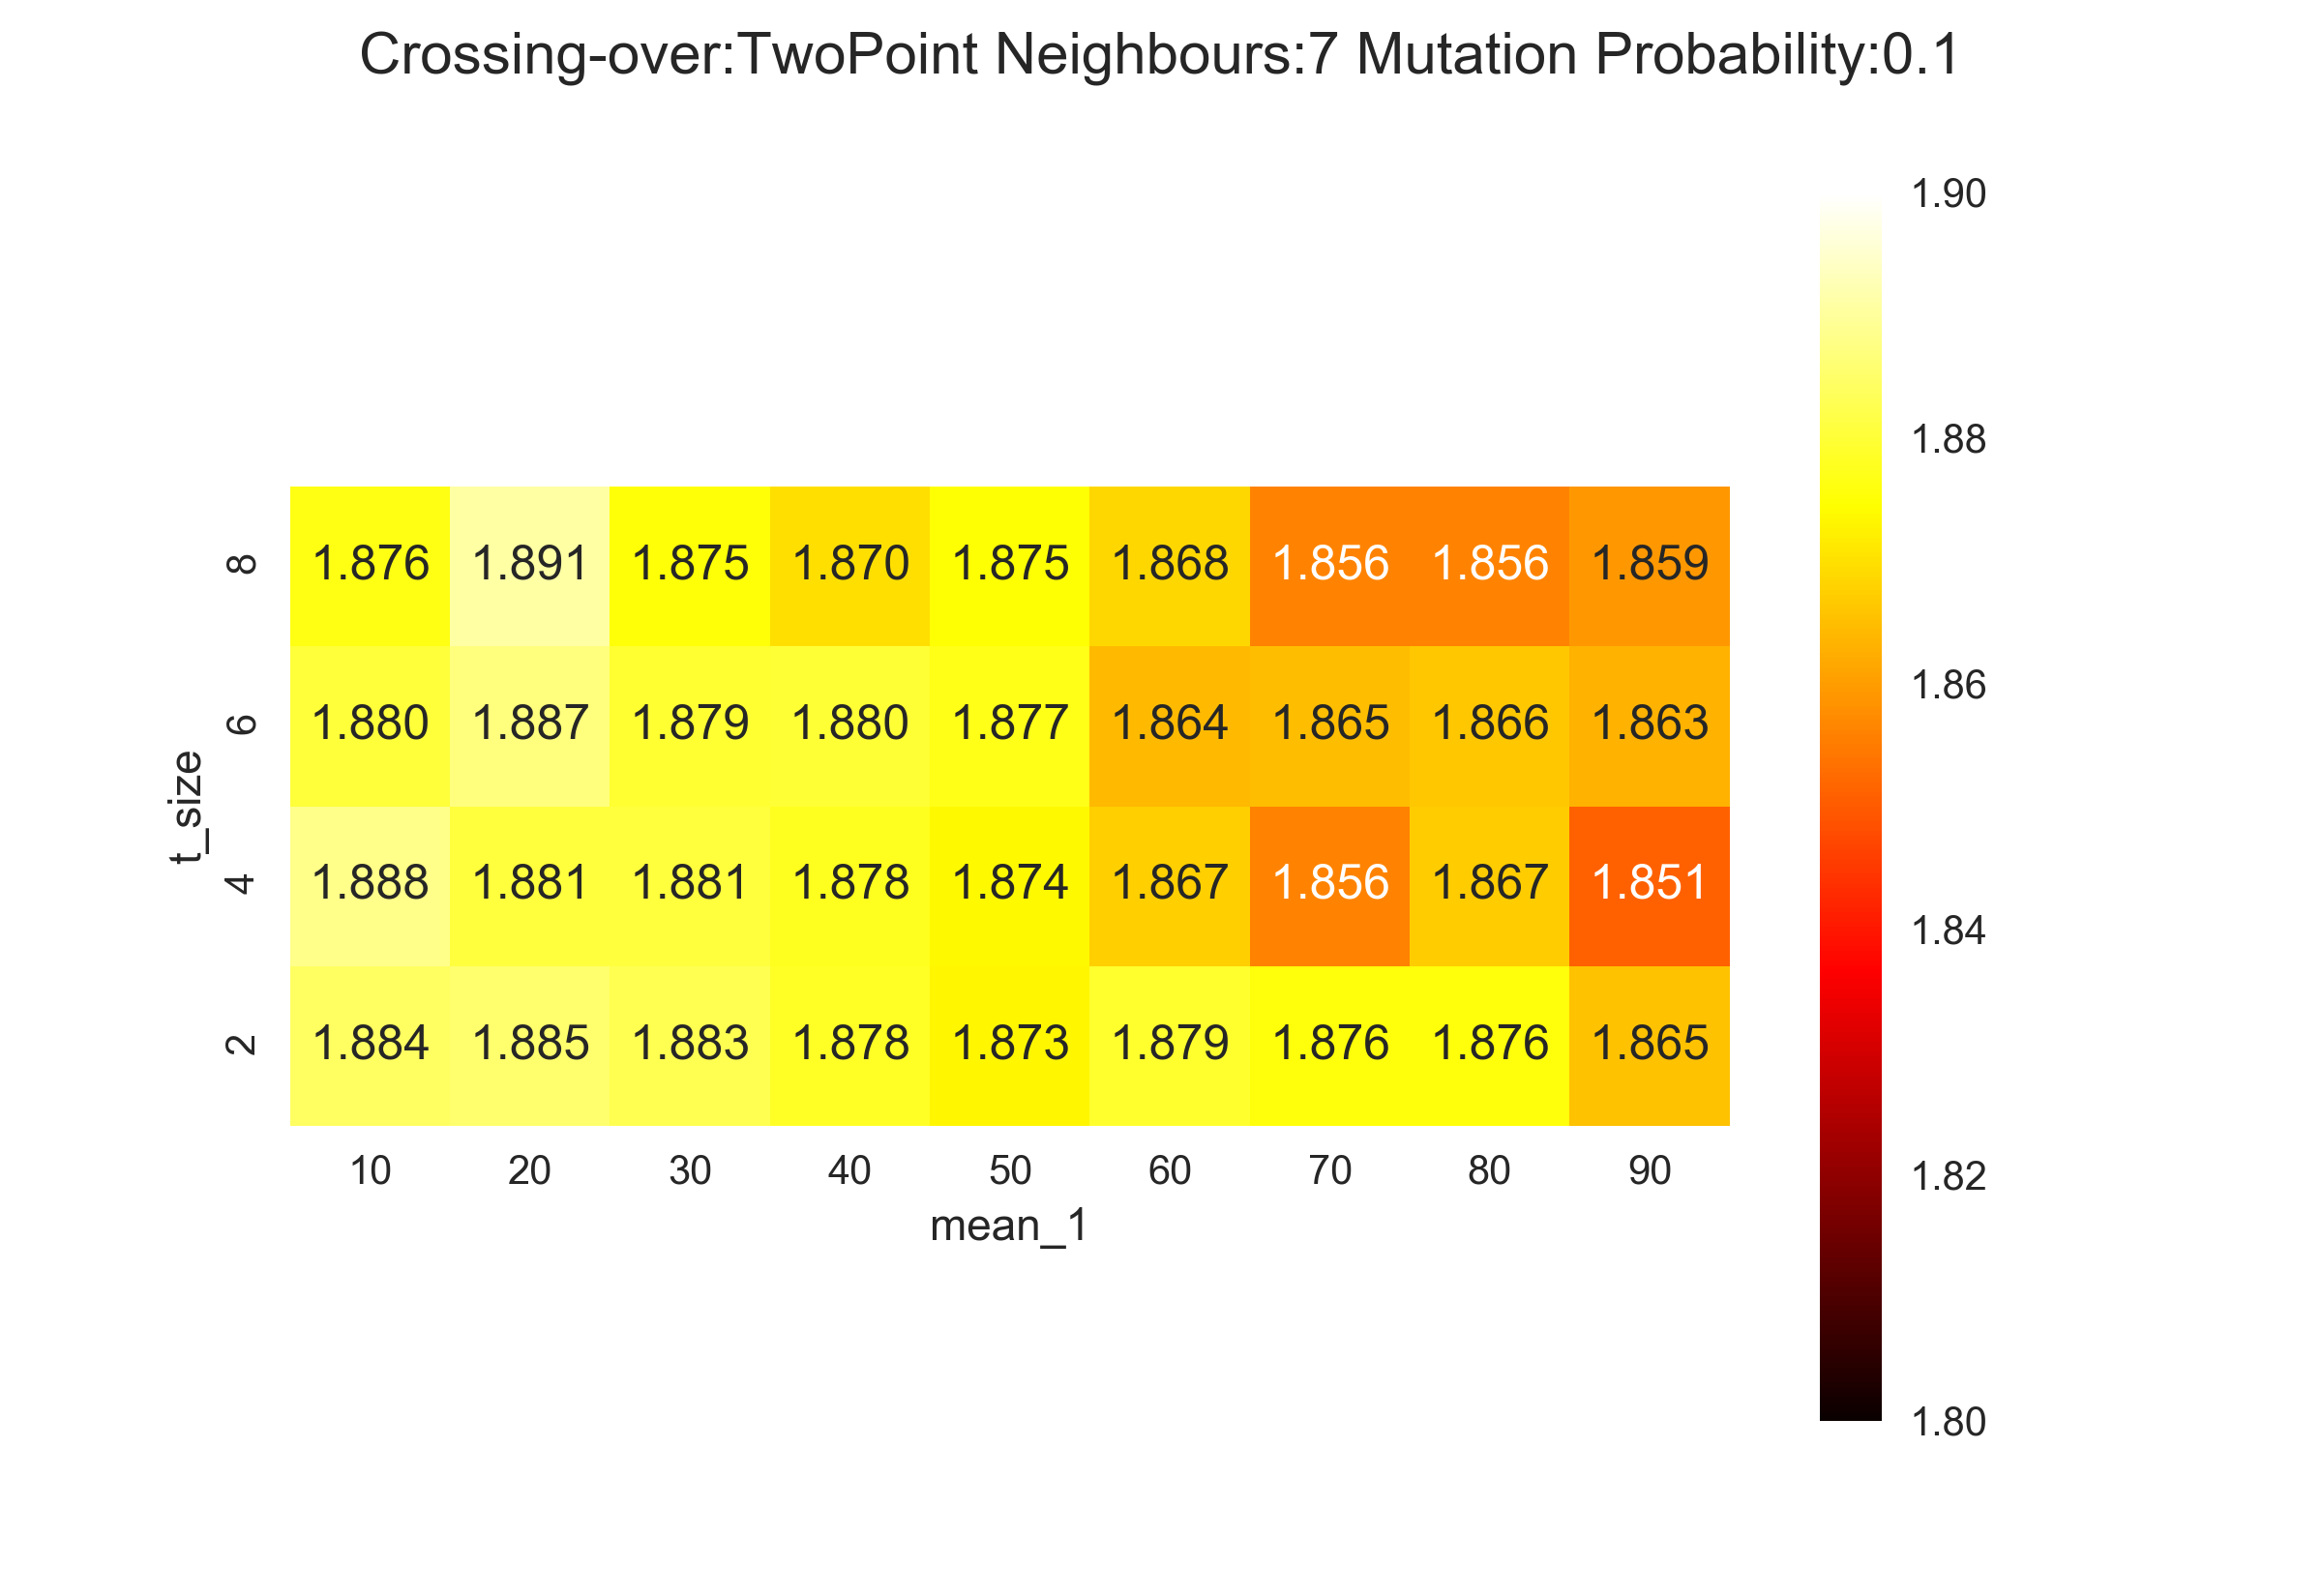 Crossing-over:TwoPoint Neighbours:7 Mutation Probability:0.1
t_size
8 1.876 1.891 1.875 1.870 1.875 1.868 1.856 1.856 1.859
6 1.880 1.887 1.879 1.880 1.877 1.864 1.865 1.866 1.863
4 1.888 1.881 1.881 1.878 1.874 1.867 1.856 1.867 1.851
2 1.884 1.885 1.883 1.878 1.873 1.879 1.876 1.876 1.865
10 20 30 40 50 60 70 80 90
mean_1
1.90
1.88
1.86
1.84
1.82
1.80